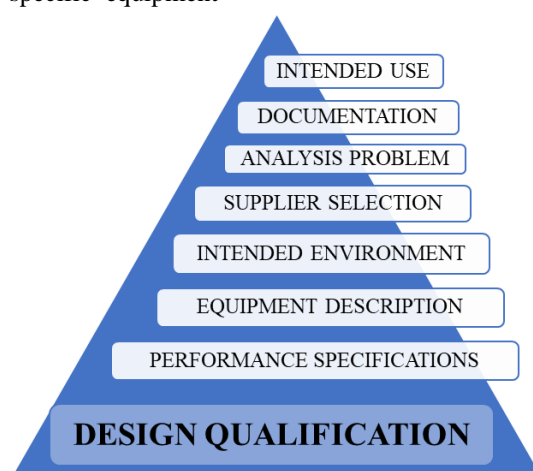 specific equipment
INTENDED USE
DOCUMENTATION
ANALYSIS PROBLEM
SUPPLIER SELECTION
INTENDED ENVIRONMENT
EQUIPMENT DESCRIPTION
PERFORMANCE SPECIFICATIONS
DESIGN QUALIFICATION